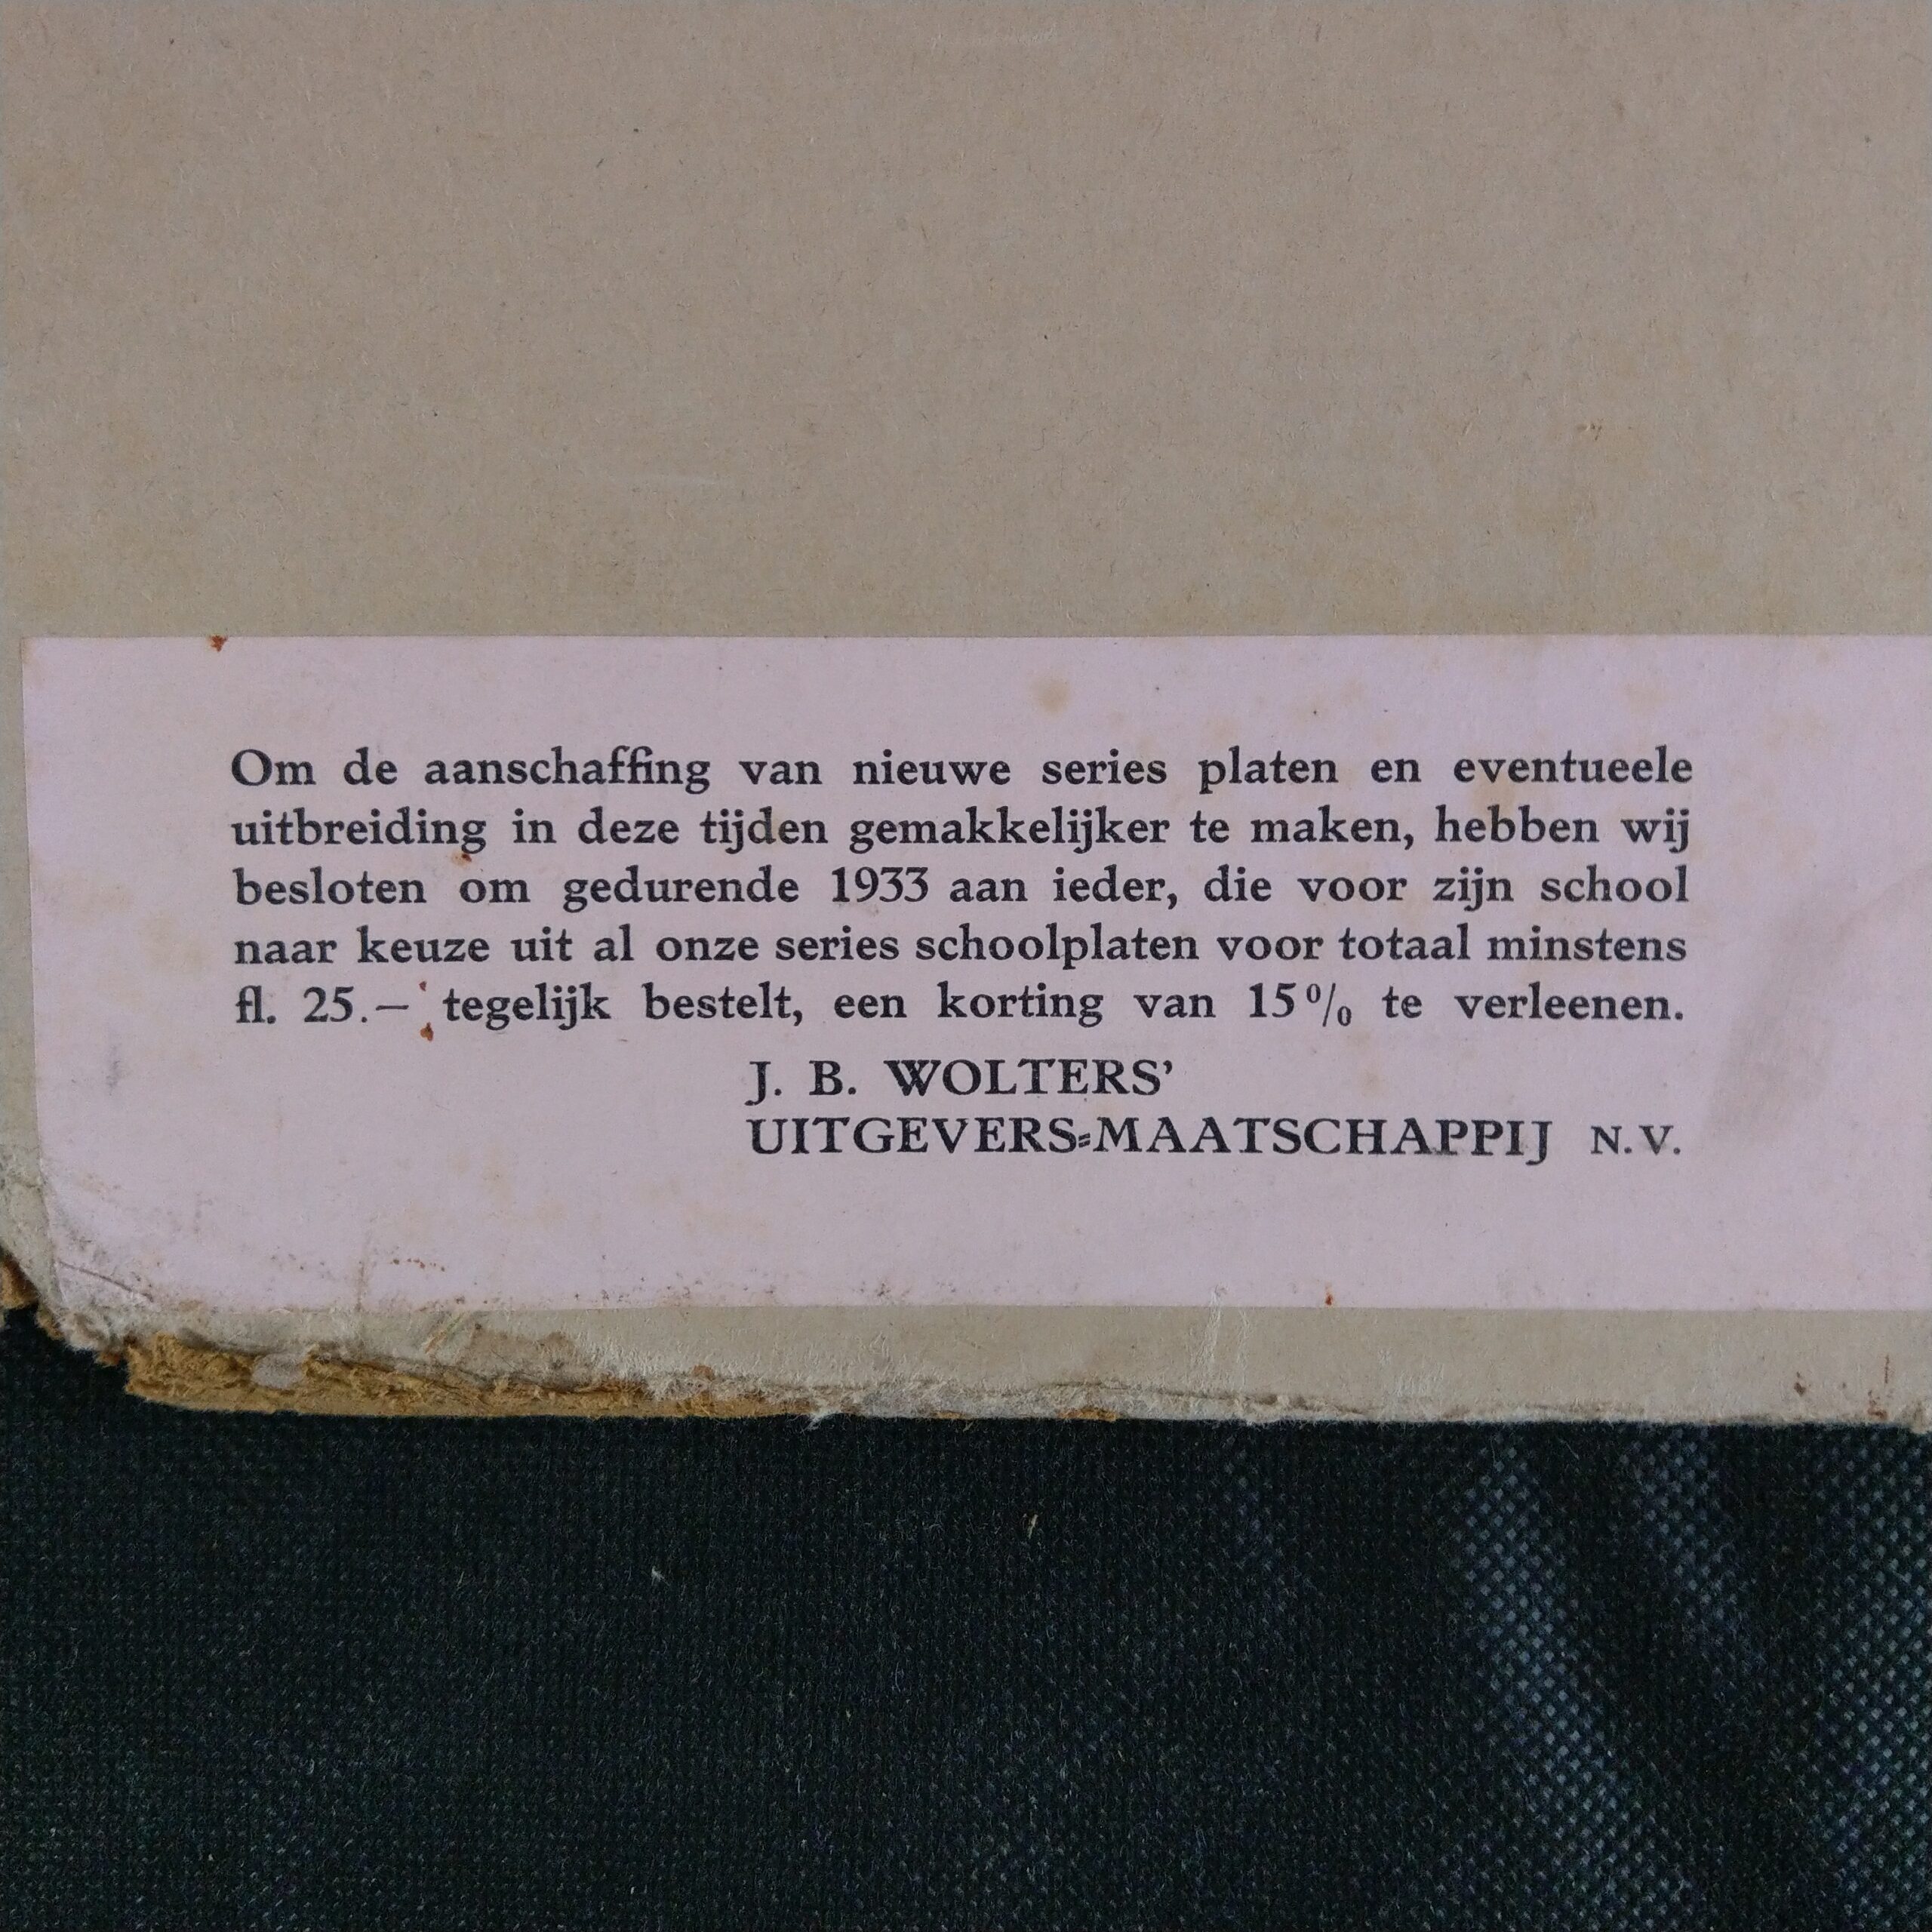 Om de aanschaffing van nieuwe series platen en eventueele
uitbreiding in deze tijden gemakkelijker te maken, hebben wij
besloten om gedurende 1933 aan ieder, die voor zijn school
naar keuze uit al onze series schoolplaten voor totaal minstens
fl. 25.— tegelijk bestelt, een korting van 15% te verleenen.
J. B. WOLTERS'
UITGEVERS-MAATSCHAPPIJ N.V.